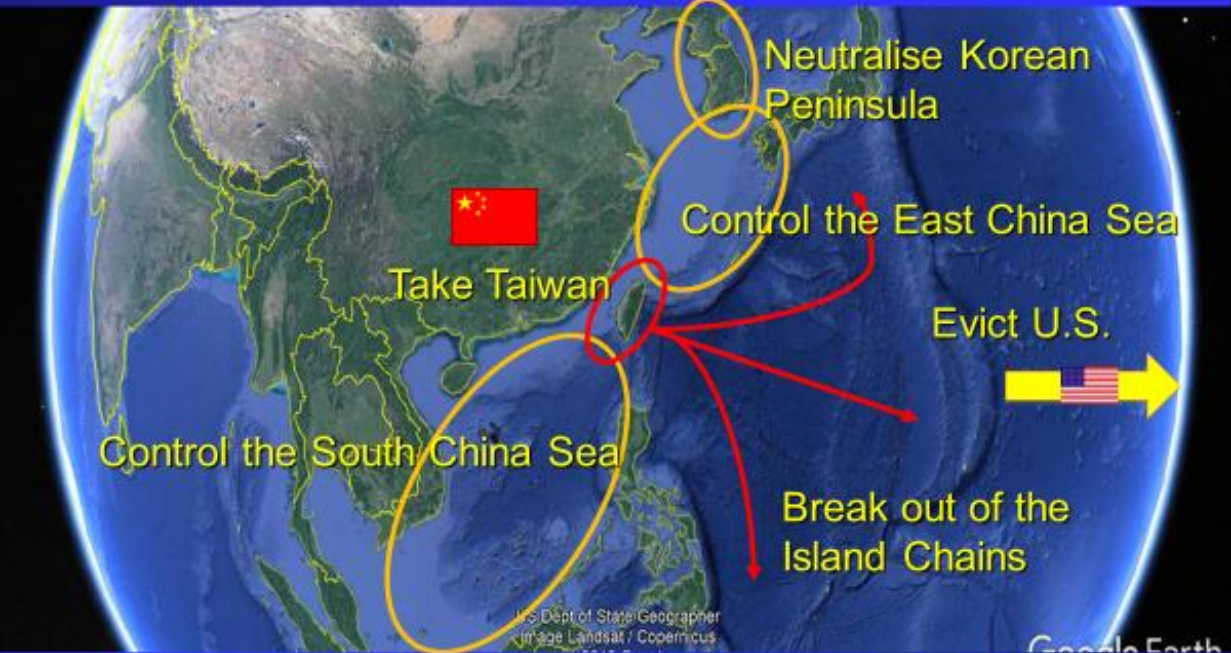 Neutralise Korean
Peninsula
Control the East China Sea
Take Taiwan
Evict U.S.
Control the South China Sea
Break out of the
Island Chains
US Dept of State Geographer
Image Landsat / Copernicus
Google Earth